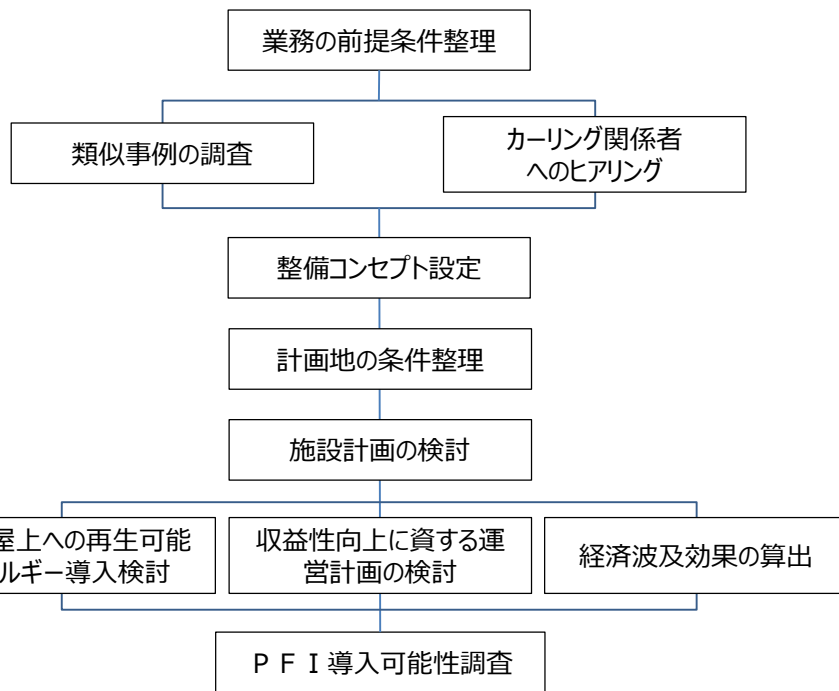 業務の前提条件整理
類似事例の調査
カーリング関係者
へのヒアリング
整備コンセプト設定
計画地の条件整理
施設計画の検討
屋上への再生可能
ルギー導入検討
収益性向上に資する運
営計画の検討
経済波及効果の算出
ＰＦＩ導入可能性調査